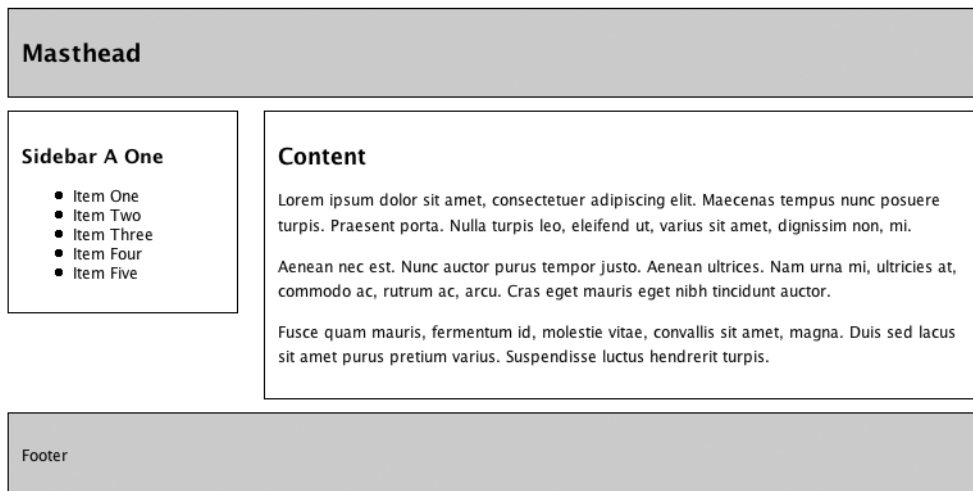 Masthead
Sidebar A One
Item One
Item Two
Item Three
Item Four
Item Five
Content
Lorem ipsum dolor sit amet, consectetuer adipiscing elit. Maecenas tempus nunc posuere
turpis. Praesent porta. Nulla turpis leo, eleifend ut, varius sit amet, dignissim non, mi.
Aenean nec est. Nunc auctor purus tempor justo. Aenean ultrices. Nam urna mi, ultricies at,
commodo ac, rutrum ac, arcu. Cras eget mauris eget nibh tincidunt auctor.
Fusce quam mauris, fermentum id, molestie vitae, convallis sit amet, magna. Duis sed lacus
sit amet purus pretium varius. Suspendisse luctus hendrerit turpis.
Footer